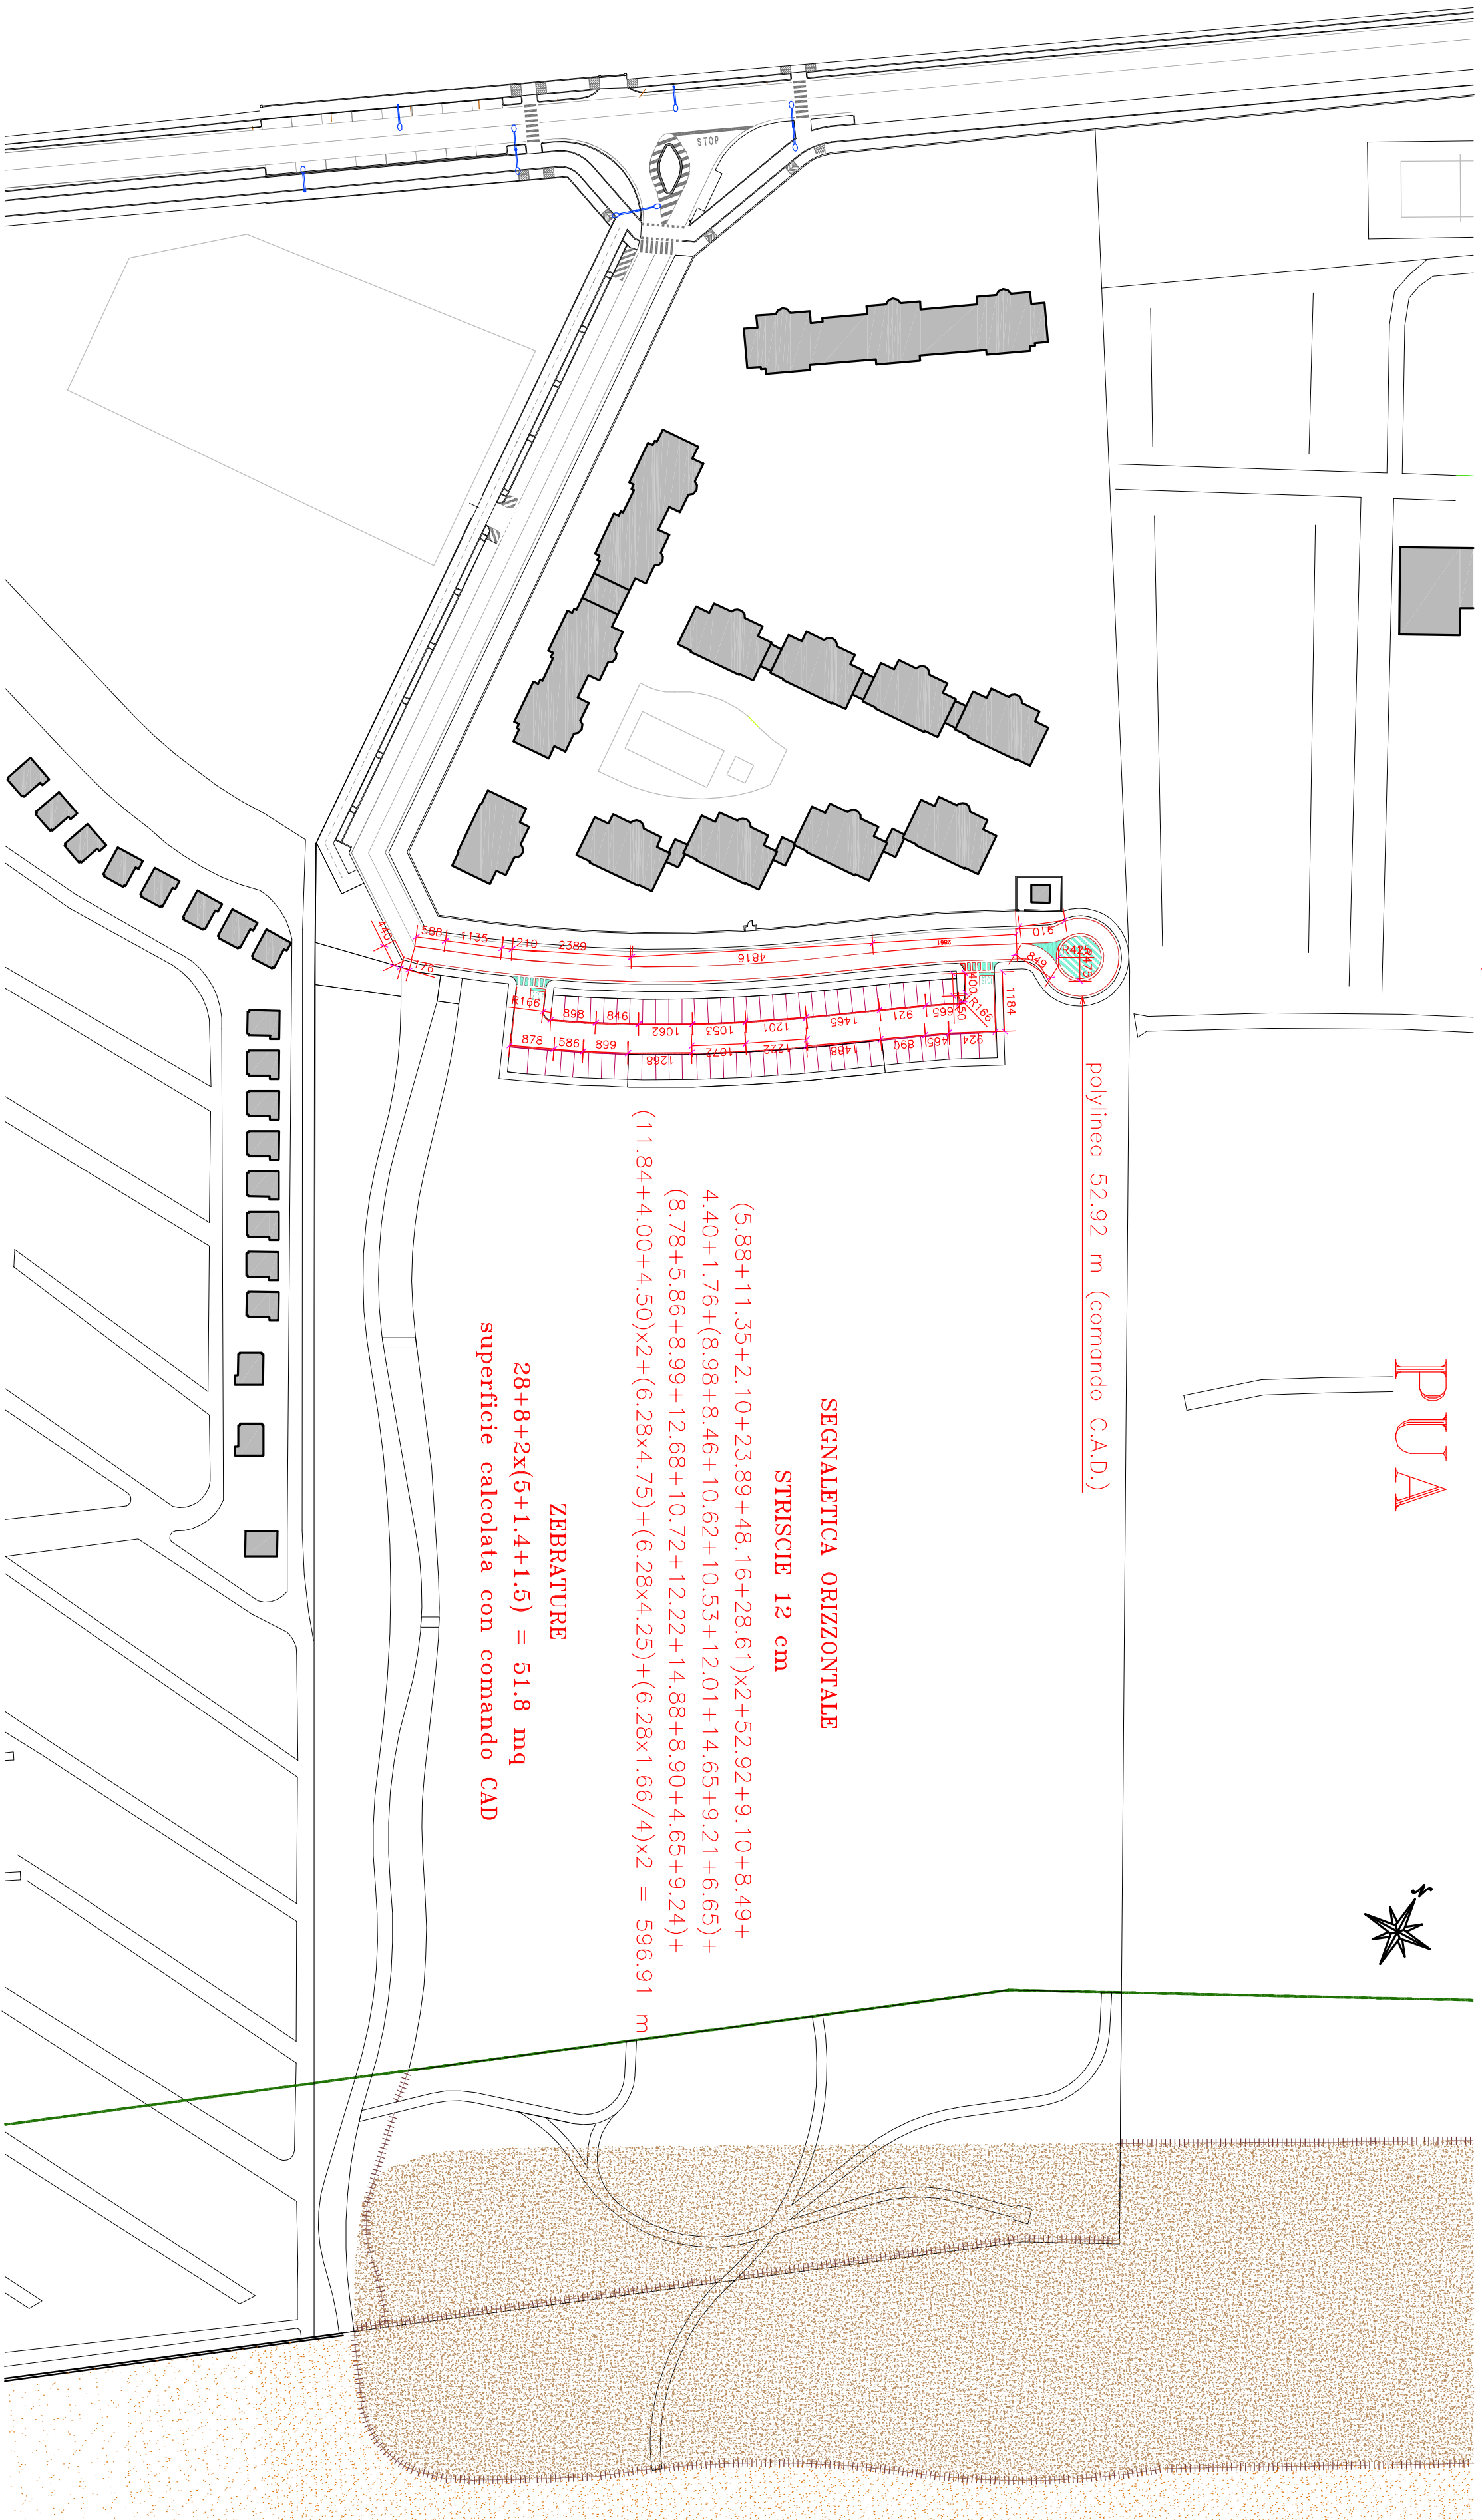 STOP
PUA
polylinea 52.92 m (comando C.A.D.)
SEGNALETICA ORIZZONTALE
STRISCIE 12 cm
(5.88+11.35+2.10+23.89+48.16+28.61)x2+52.92+9.10+8.49+
4.40+1.76+(8.98+8.46+10.62+10.53+12.01+14.65+9.21+6.65)+
(8.78+5.86+8.99+12.68+10.72+12.22+14.88+8.90+4.65+9.24)+
(11.84+4.00+4.50)x2+(6.28x4.75)+(6.28x4.25)+(6.28x1.66/4)x2 = 596.91 m
ZEBRATURE
28+8+2x(5+1.4+1.5) = 51.8 mq
superficie calcolata con comando CAD
440
176
588
1135
210
2389
4816
2861
910
849
R425
475
R166
898
846
1062
1053
1201
1465
921
665
400
450
R166
1184
878
586
899
1268
1072
1222
1488
890
465
924
N